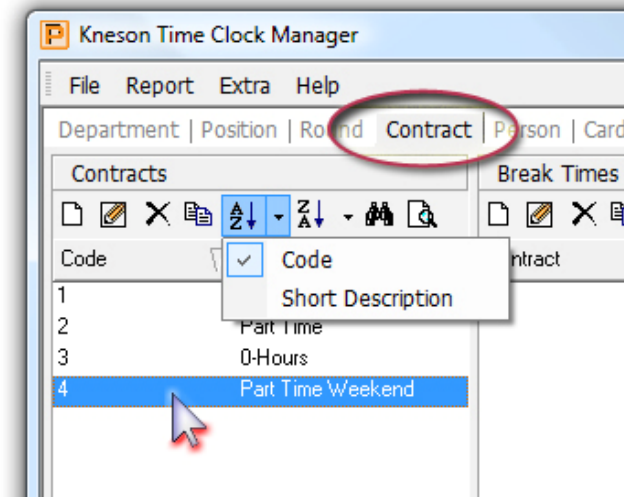 Kneson Time Clock Manager
File Report Extra Help
Department | Position | Round Contract | Person | Card
Contracts Break Times
Code ntract
Code
Short Description
1
2 Part Time
3 0-Hours
4 Part Time Weekend